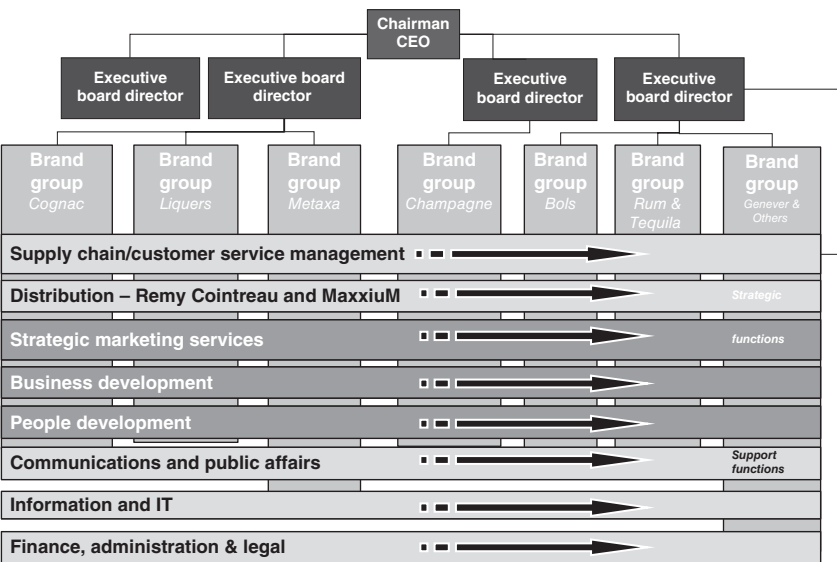 Chairman
CEO
Executive
board director
Executive board
director
Executive
board director
Executive
board director
Brand
group
Cognac
Brand
group
Liquers
Brand
group
Metaxa
Brand
group
Champagne
Brand
group
Bols
Brand
group
Rum &
Tequila
Brand
group
Genever &
Others
Supply chain/customer service management
Distribution – Remy Cointreau and MaxxiuM
Strategic
Strategic marketing services
functions
Business development
People development
Communications and public affairs
Support
functions
Information and IT
Finance, administration & legal